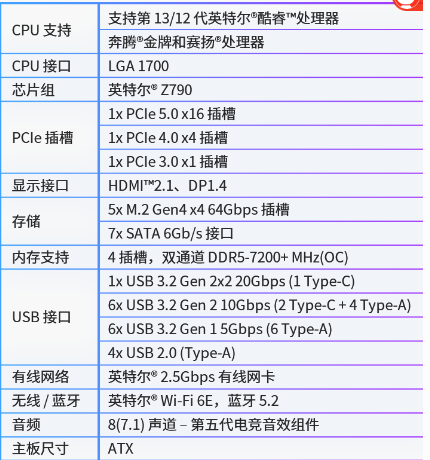 CPU 支持
支持第 13/12 代英特尔®酷睿™处理器
奔腾®金牌和赛扬®处理器
CPU 接口
LGA 1700
芯片组
英特尔® Z790
PCIe 插槽
1x PCIe 5.0 x16 插槽
1x PCIe 4.0 x4 插槽
1x PCIe 3.0 x1 插槽
显示接口
HDMI™2.1、DP1.4
存储
5x M.2 Gen4 x4 64Gbps 插槽
7x SATA 6Gb/s 接口
内存支持
4 插槽，双通道 DDR5-7200+ MHz(OC)
USB 接口
1x USB 3.2 Gen 2x2 20Gbps (1 Type-C)
6x USB 3.2 Gen 2 10Gbps (2 Type-C + 4 Type-A)
6x USB 3.2 Gen 1 5Gbps (6 Type-A)
4x USB 2.0 (Type-A)
有线网络
英特尔® 2.5Gbps 有线网卡
无线 / 蓝牙
英特尔® Wi-Fi 6E，蓝牙 5.2
音频
8(7.1) 声道 – 第五代电竞音效组件
主板尺寸
ATX